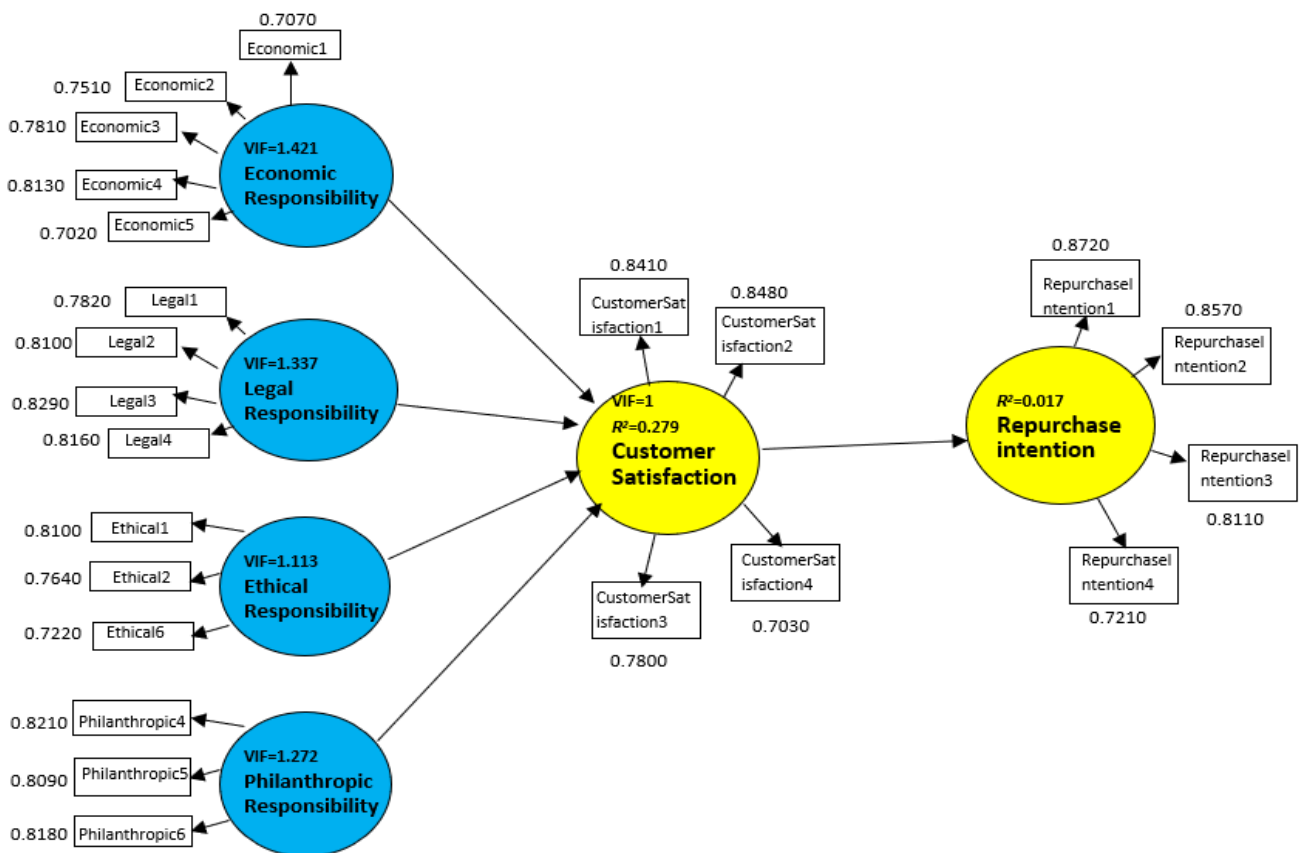 0.7070
Economic1
0.7510
Economic2
0.7810
Economic3
0.8130
Economic4
0.7020
Economic5
VIF=1.421
Economic
Responsibility
0.7820
Legal1
0.8100
Legal2
0.8290
Legal3
0.8160
Legal4
VIF=1.337
Legal
Responsibility
0.8100
Ethical1
0.7640
Ethical2
0.7220
Ethical6
VIF=1.113
Ethical
Responsibility
0.8210
Philanthropic4
0.8090
Philanthropic5
0.8180
Philanthropic6
VIF=1.272
Philanthropic
Responsibility
0.8410
CustomerSat
isfaction1
0.8480
CustomerSat
isfaction2
VIF=1
R²=0.279
Customer
Satisfaction
CustomerSat
isfaction3
0.7800
CustomerSat
isfaction4
0.7030
0.8720
RepurchaseI
ntention1
0.8570
RepurchaseI
ntention2
R²=0.017
Repurchase
intention
RepurchaseI
ntention3
0.8110
RepurchaseI
ntention4
0.7210